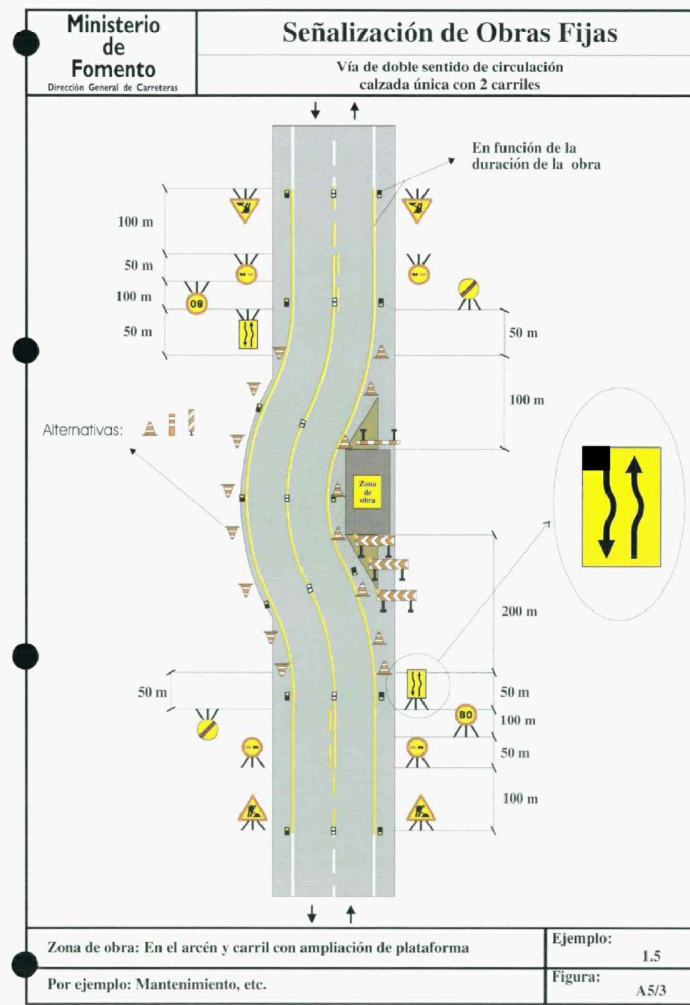 Ministerio
de
Fomento
Dirección General de Carreteras
Señalización de Obras Fijas
Vía de doble sentido de circulación
calzada única con 2 carriles
En función de la
duración de la obra
100 m
50 m
100 m
80
50 m
50 m
100 m
Alternativas:
Zona
de
obra
200 m
50 m
50 m
80
100 m
50 m
100 m
Zona de obra: En el arcén y carril con ampliación de plataforma
Ejemplo:
1.5
Por ejemplo: Mantenimiento, etc.
Figura:
A5/3